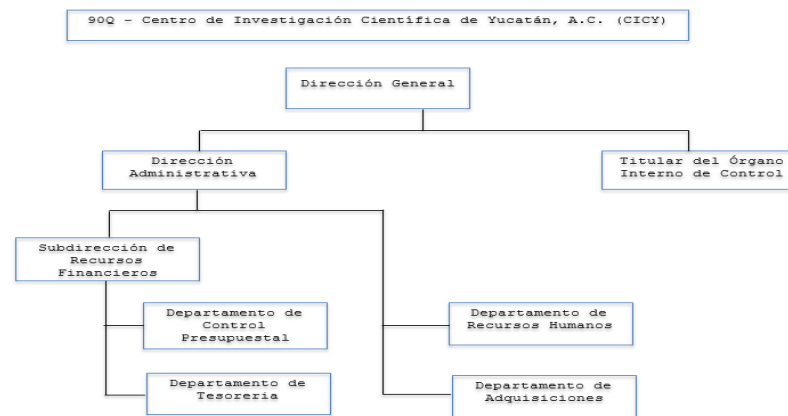 90Q – Centro de Investigación Científica de Yucatán, A.C. (CICY)
Dirección General
Dirección
Administrativa
Titular del Órgano
Interno de Control
Subdirección de
Recursos
Financieros
Departamento de
Control
Presupuestal
Departamento de
Recursos Humanos
Departamento de
Tesoreria
Departamento de
Adquisiciones